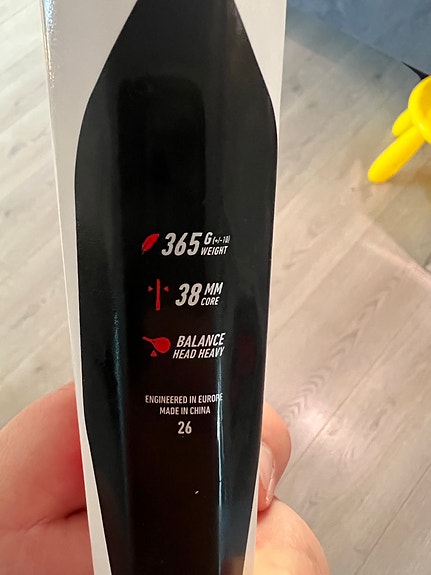 365 G (+/-10)
WEIGHT
38 MM
CORE
BALANCE
HEAD HEAVY
ENGINEERED IN EUROPE
MADE IN CHINA
26